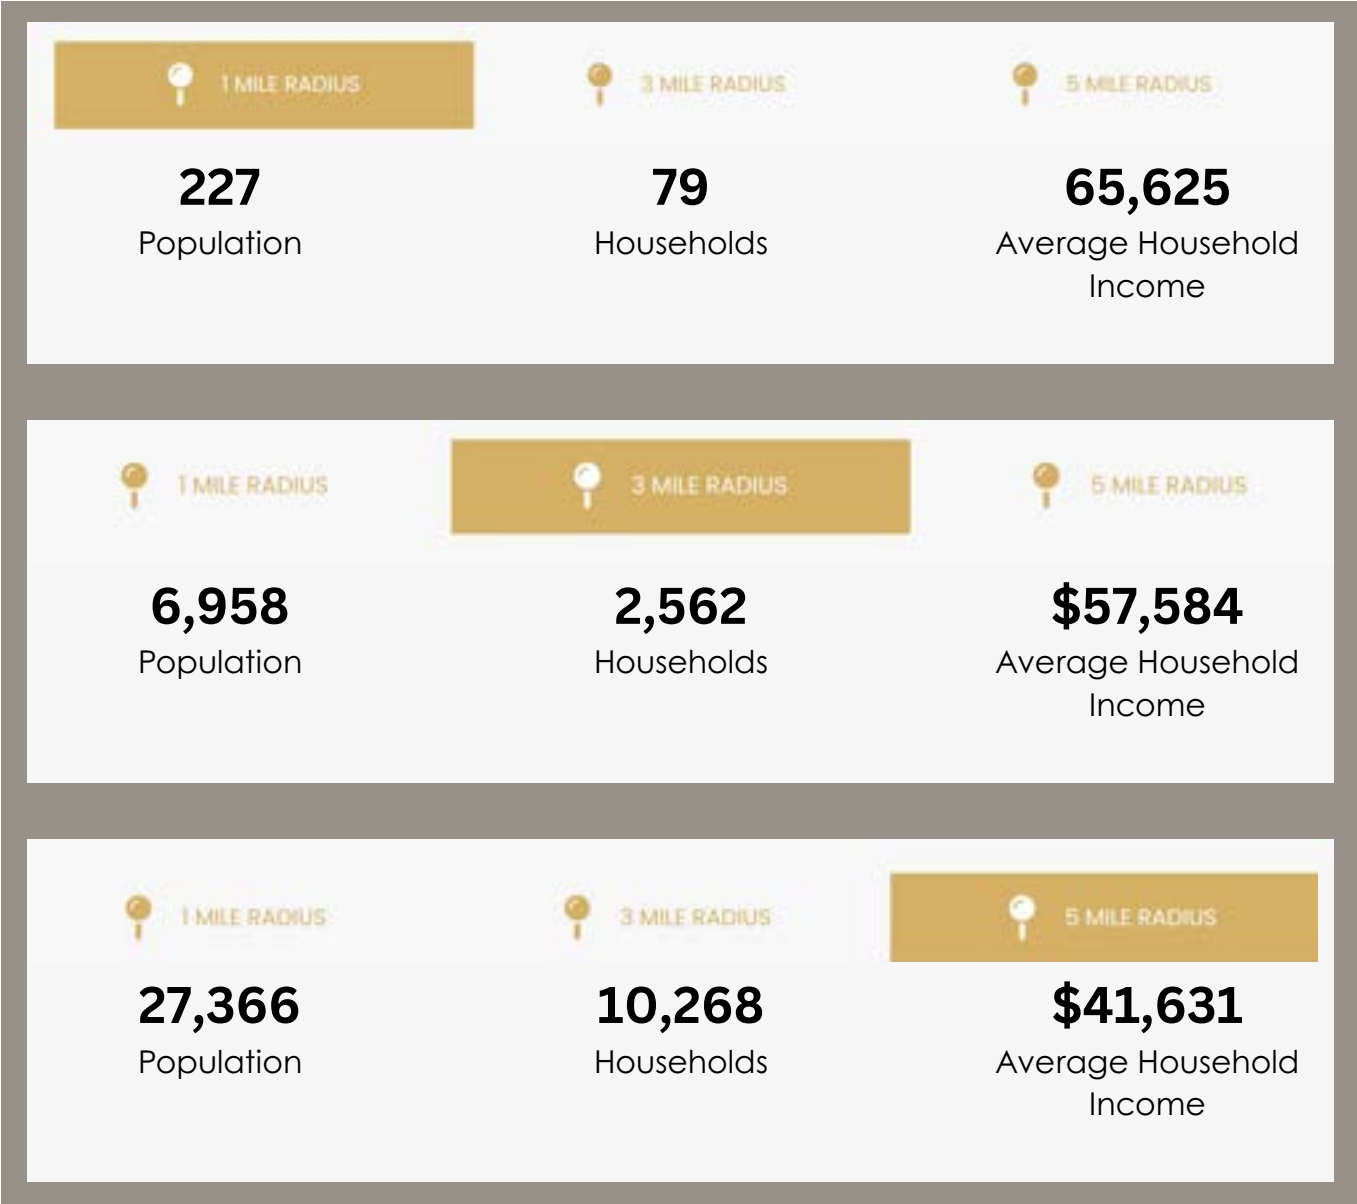 1 MILE RADIUS 3 MILE RADIUS 5 MILE RADIUS
227 79 65,625
Population Households Average Household
Income
1 MILE RADIUS 3 MILE RADIUS 5 MILE RADIUS
6,958 2,562 $57,584
Population Households Average Household
Income
1 MILE RADIUS 3 MILE RADIUS 5 MILE RADIUS
27,366 10,268 $41,631
Population Households Average Household
Income